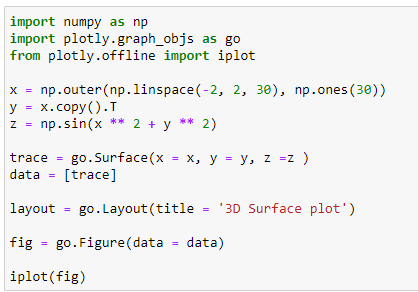 import numpy as np
import plotly.graph_objs as go
from plotly.offline import iplot
x = np.outer(np.linspace(-2, 2, 30), np.ones(30))
y = x.copy().T
z = np.sin(x ** 2 + y ** 2)
trace = go.Surface(x = x, y = y, z =z )
data = [trace]
layout = go.Layout(title = '3D Surface plot')
fig = go.Figure(data = data)
iplot(fig)